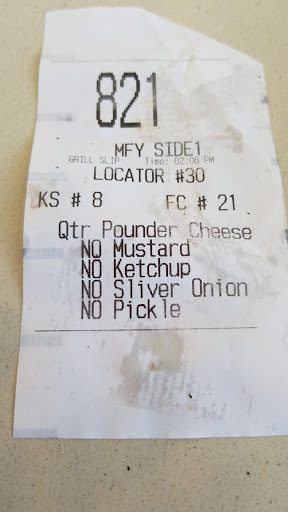 821
MFY SIDE1
GRILL SLIP Time: 02:06 PM
LOCATOR #30
KS # 8 FC # 21
Qtr Pounder Cheese
NO Mustard
NO Ketchup
NO Sliver Onion
NO Pickle